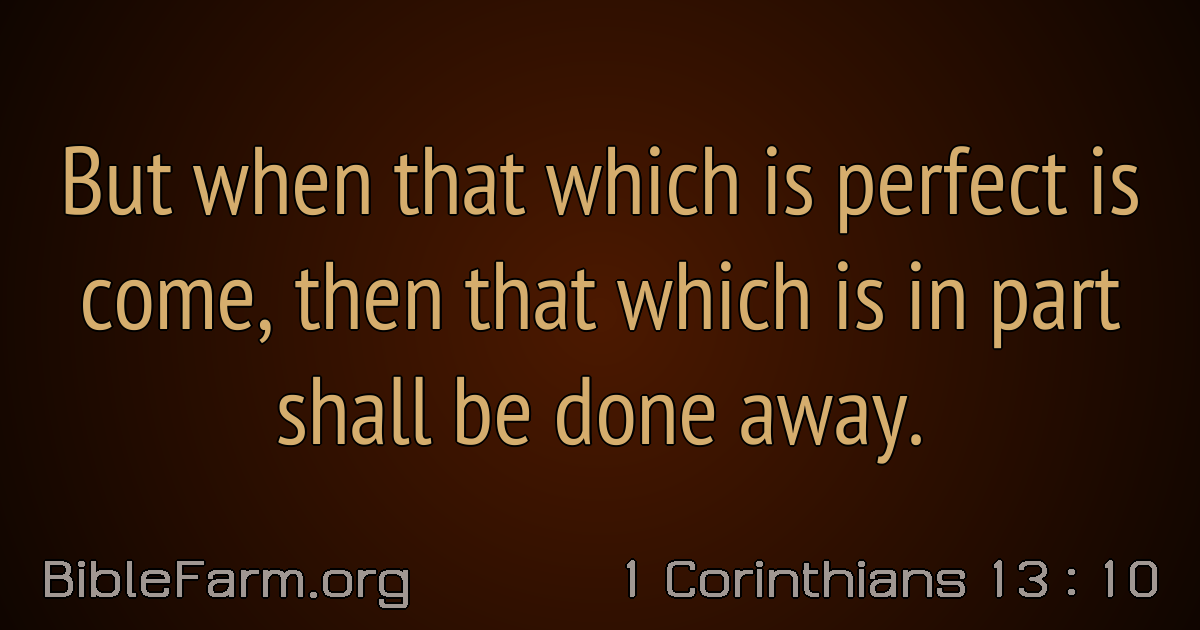 But when that which is perfect is
come, then that which is in part
shall be done away.
BibleFarm.org
1 Corinthians 13 : 10